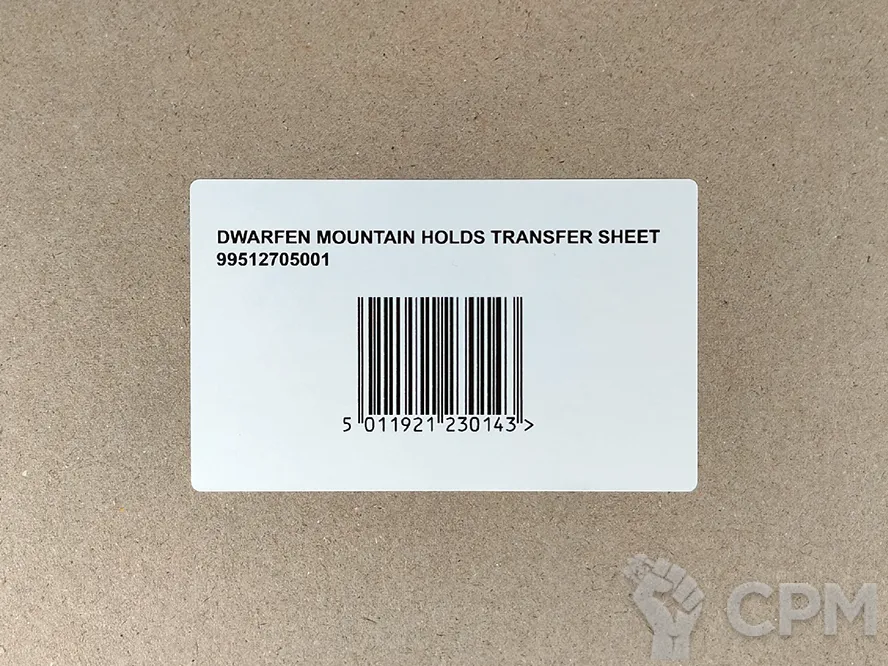 DWARFEN MOUNTAIN HOLDS TRANSFER SHEET
99512705001
5 011921 230143 >
CPM